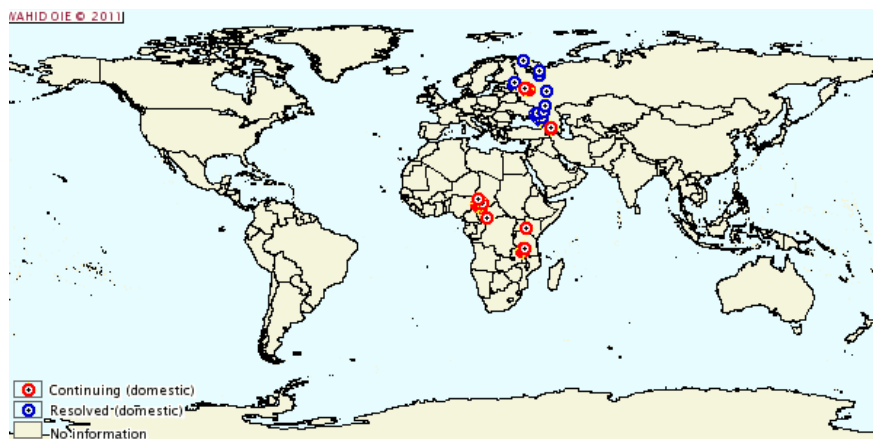 WAHID OIE © 2011
Continuing (domestic)
Resolved (domestic)
No information